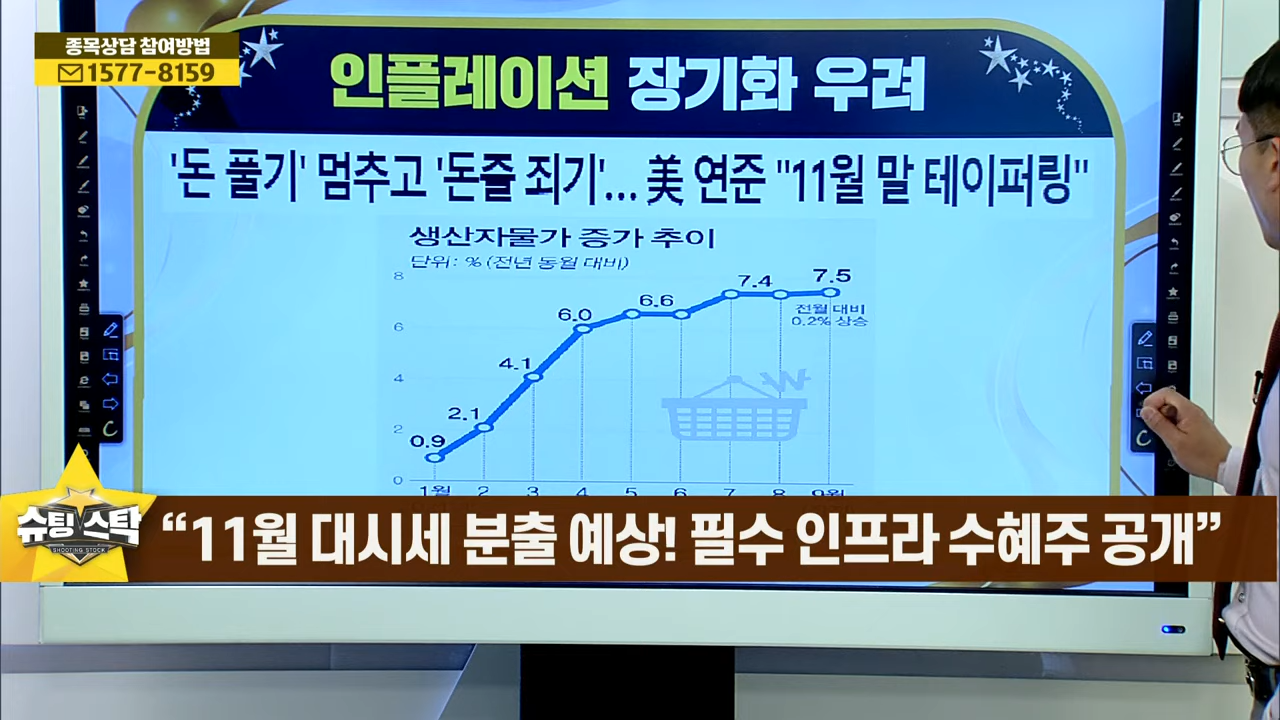 종목상담 참여방법
1577-8159
인플레이션 장기화 우려
'돈 풀기' 멈추고 '돈줄 죄기'... 美 연준 "11월 말 테이퍼링"
생산자물가 증가 추이
단위 : % (전년 동월 대비)
8
6
4
2
0
0.9
2.1
4.1
6.0
6.6
7.4
7.5
전월 대비
0.2% 상승
1월 2 3 4 5 6 7 8 9월
슈팅 스탁
SHOOTING STOCK
“11월 대시세 분출 예상! 필수 인프라 수혜주 공개”